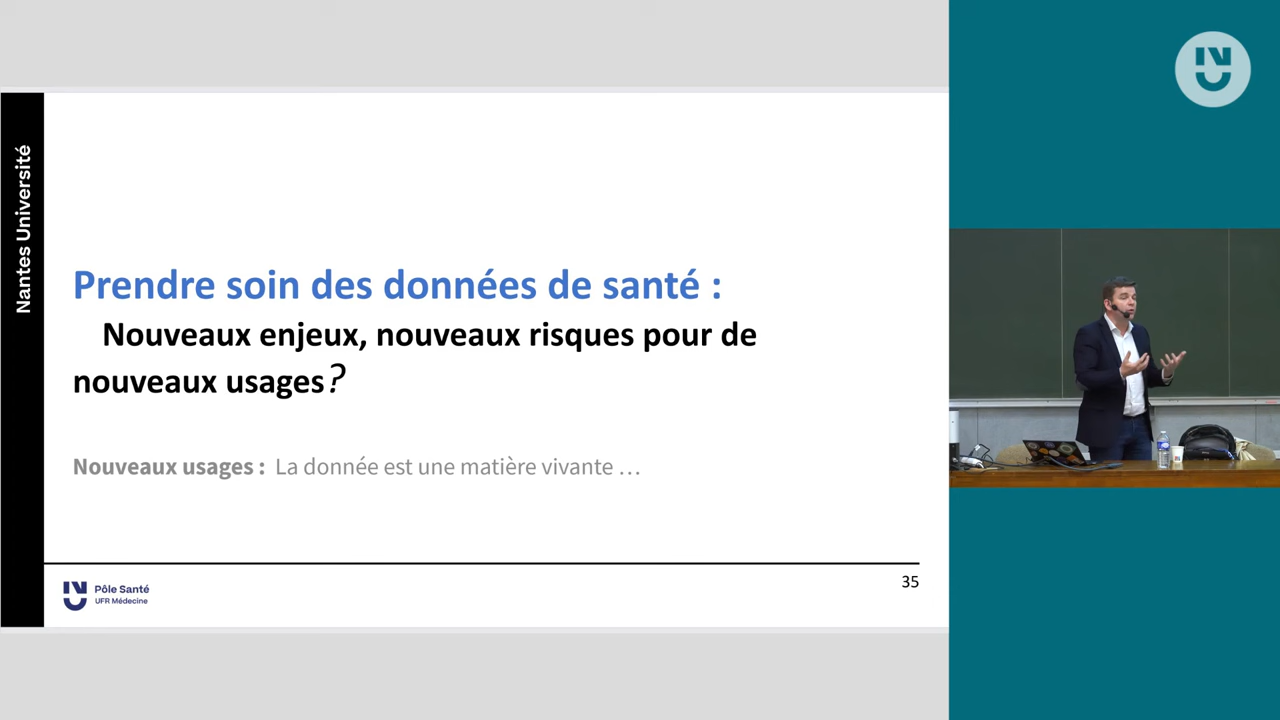 Nantes Université
Prendre soin des données de santé :
Nouveaux enjeux, nouveaux risques pour de
nouveaux usages?
Nouveaux usages : La donnée est une matière vivante …
Pôle Santé
UFR Médecine
35